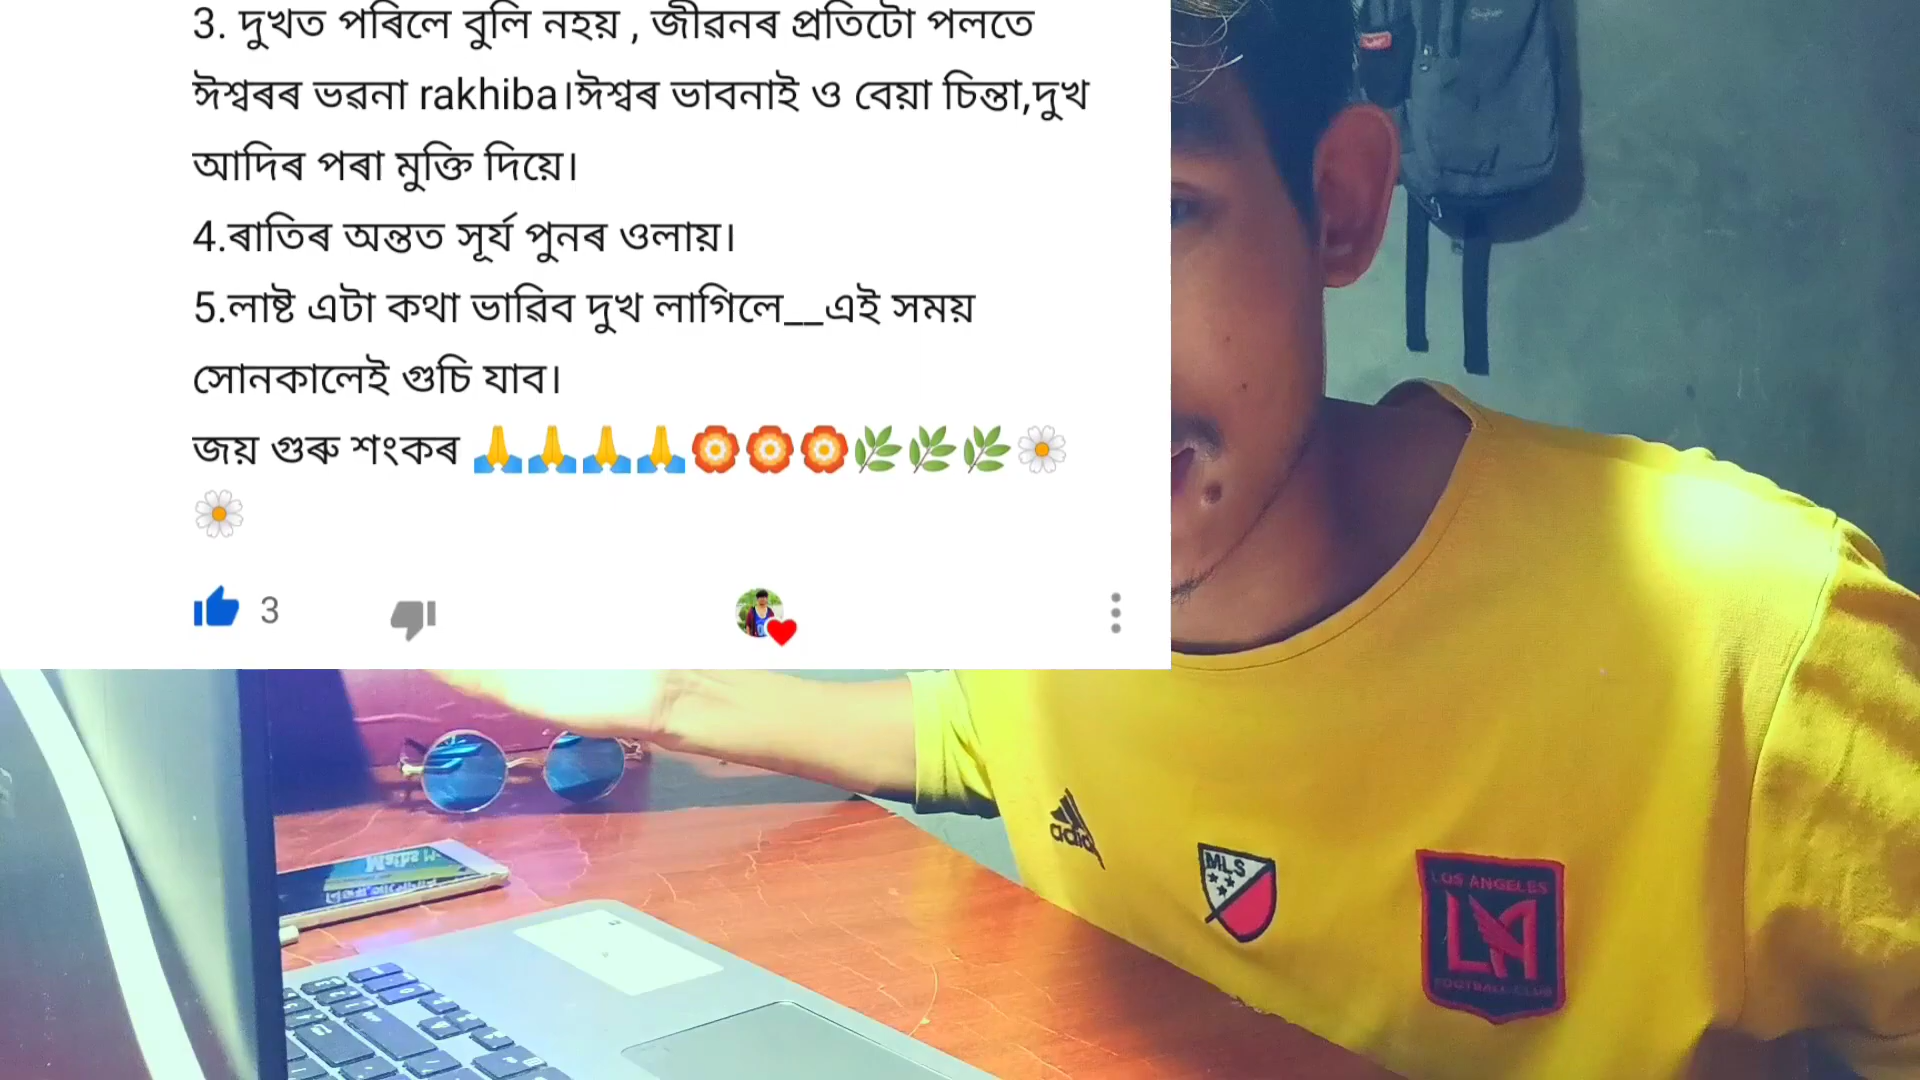 3. দুখত পৰিলে বুলি নহয় , জীৱনৰ প্ৰতিটো পলতে
ঈশ্বৰৰ ভৱনা rakhiba।ঈশ্বৰ ভাবনাই ও বেয়া চিন্তা,দুখ
আদিৰ পৰা মুক্তি দিয়ে।
4.ৰাতিৰ অন্তত সূৰ্য পুনৰ ওলায়।
5.লাষ্ট এটা কথা ভাৱিব দুখ লাগিলে__এই সময়
সোনকালেই গুচি যাব।
জয় গুৰু শংকৰ 🙏🙏🙏🙏🏵️🏵️🏵️🌿🌿🌿🌼
🌼
3
adidas
MLS
LOS ANGELES
LA
FOOTBALL CLUB